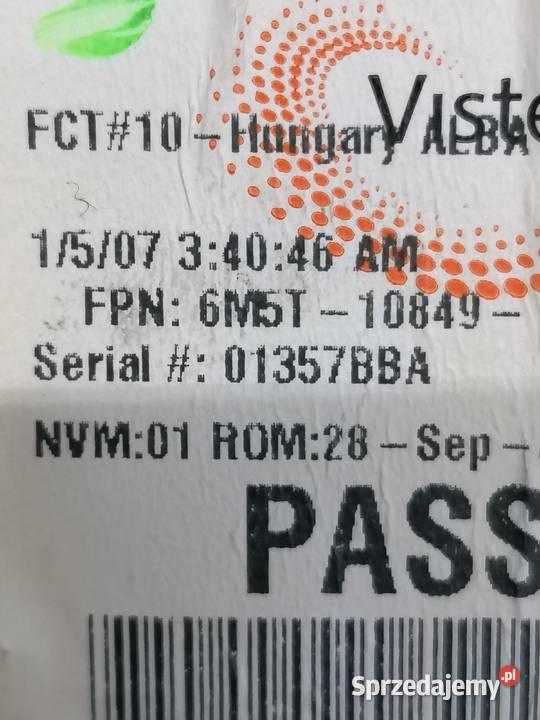 Viste
FCT#10-Hungary ALBA
1/5/07 3:40:46 AM
FPN: 6M5T-10849-
Serial #: 01357BBA
NVM:01 ROM:28-Sep-
PASS
Sprzedajemy.pl